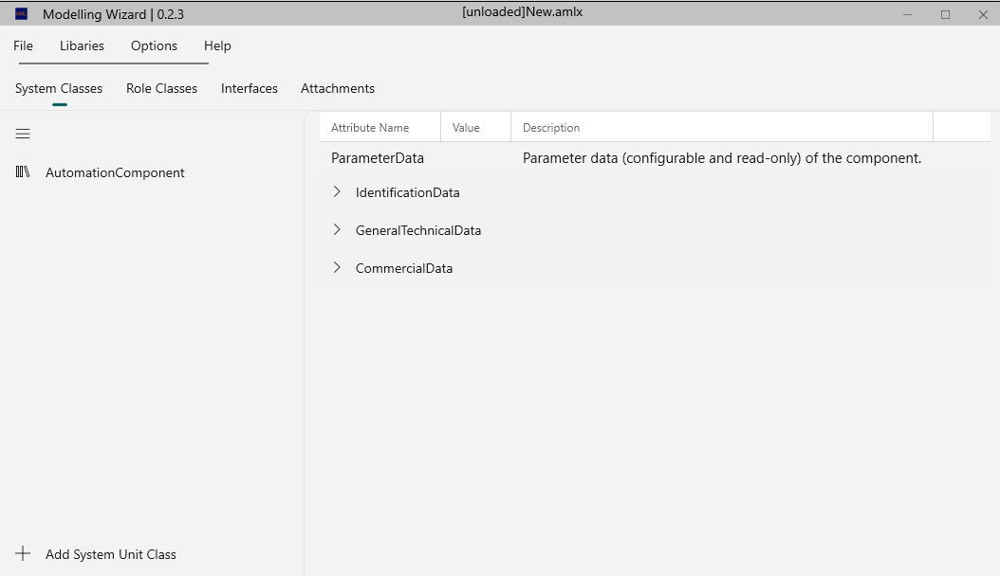 AML Modelling Wizard | 0.2.3 [unloaded]New.amlx
File Libaries Options Help
System Classes Role Classes Interfaces Attachments
Attribute Name Value Description
ParameterData Parameter data (configurable and read-only) of the component.
AutomationComponent
IdentificationData
GeneralTechnicalData
CommercialData
Add System Unit Class